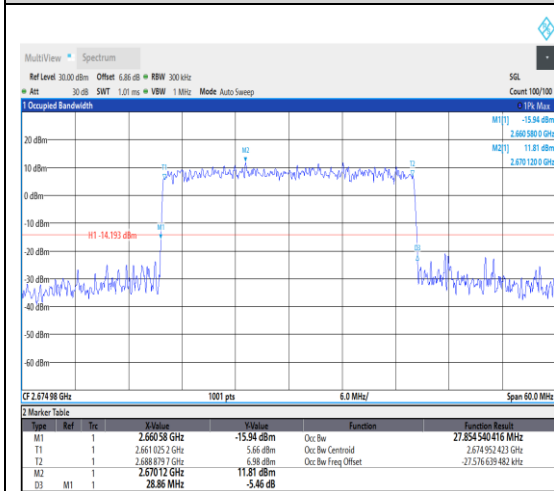 MultiView Spectrum
Ref Level 30.00 dBm Offset 6.86 dB RBW 300 kHz SGL
Att 30 dB SWT 1.01 ms VBW 1 MHz Mode Auto Sweep Count 100/100
1 Occupied Bandwidth 1Pk Max
M1[1] -15.94 dBm
2.660 580 0 GHz
M2[1] 11.81 dBm
2.670 120 0 GHz
20 dBm
M2
T1 T2
10 dBm
0 dBm
-10 dBm
M1
H1 -14.193 dBm
-20 dBm
D3
-30 dBm
-40 dBm
-50 dBm
-60 dBm
CF 2.674 98 GHz 1001 pts 6.0 MHz/ Span 60.0 MHz
2 Marker Table
Type Ref Trc X-Value Y-Value Function Function Result
M1 1 2.660 58 GHz -15.94 dBm Occ Bw 27.854 540 416 MHz
T1 1 2.661 025 2 GHz 5.66 dBm Occ Bw Centroid 2.674 952 423 GHz
T2 1 2.688 879 7 GHz 6.98 dBm Occ Bw Freq Offset -27.576 639 482 kHz
M2 1 2.670 12 GHz 11.81 dBm
D3 M1 1 28.86 MHz -5.46 dB